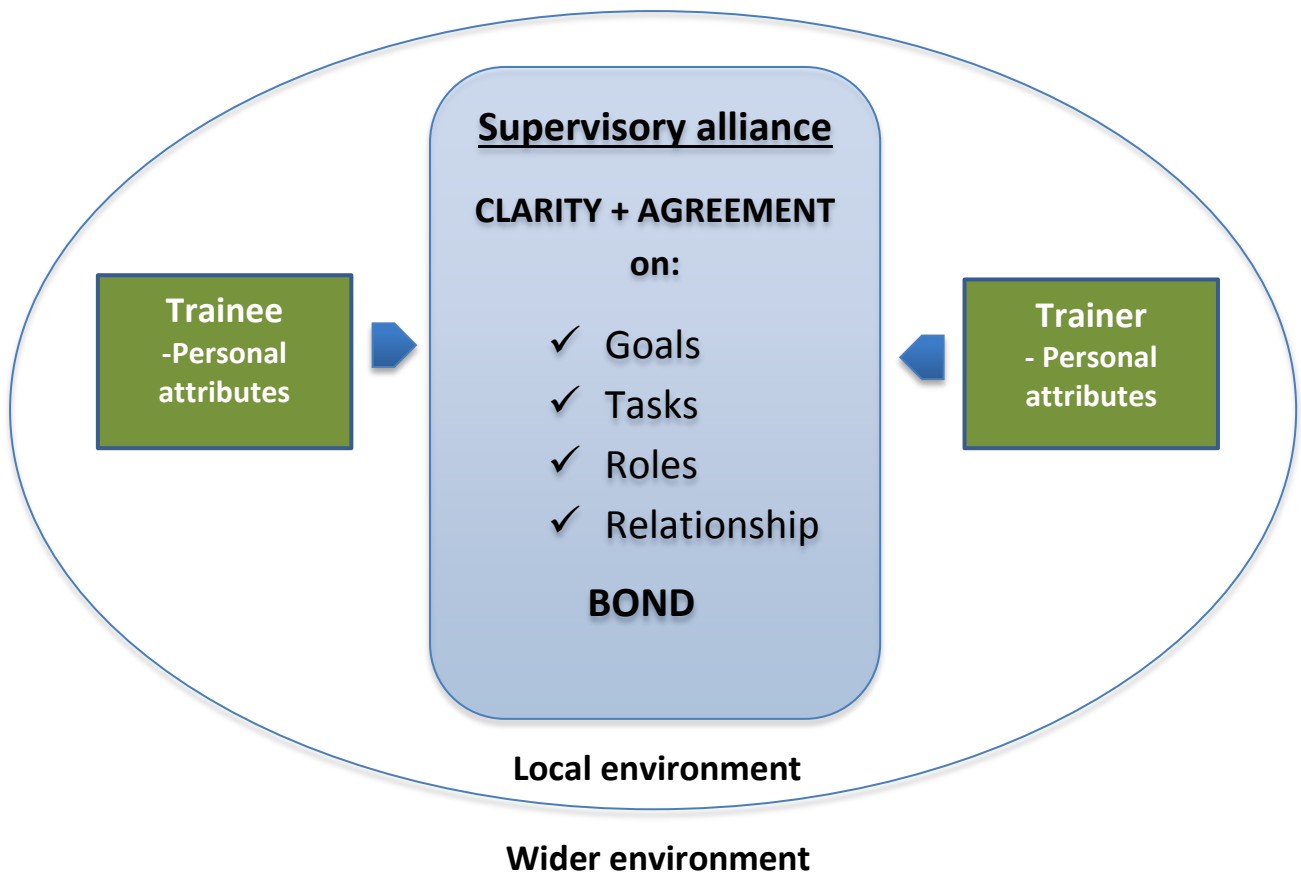 Supervisory alliance
CLARITY + AGREEMENT
on:
✓ Goals
✓ Tasks
✓ Roles
✓ Relationship
BOND
Trainee
-Personal
attributes
Trainer
- Personal
attributes
Local environment
Wider environment